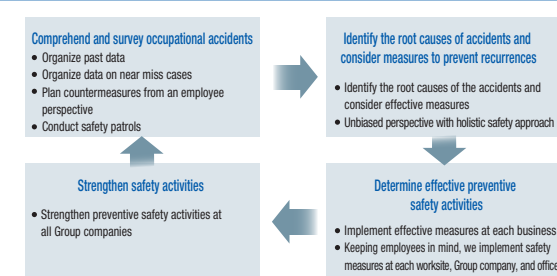 Comprehend and survey occupational accidents
• Organize past data
• Organize data on near miss cases
• Plan countermeasures from an employee
perspective
• Conduct safety patrols
Identify the root causes of accidents and
consider measures to prevent recurrences
• Identify the root causes of the accidents and
consider effective measures
• Unbiased perspective with holistic safety approach
Strengthen safety activities
• Strengthen preventive safety activities at
all Group companies
Determine effective preventive
safety activities
• Implement effective measures at each business
• Keeping employees in mind, we implement safety
measures at each worksite, Group company, and office